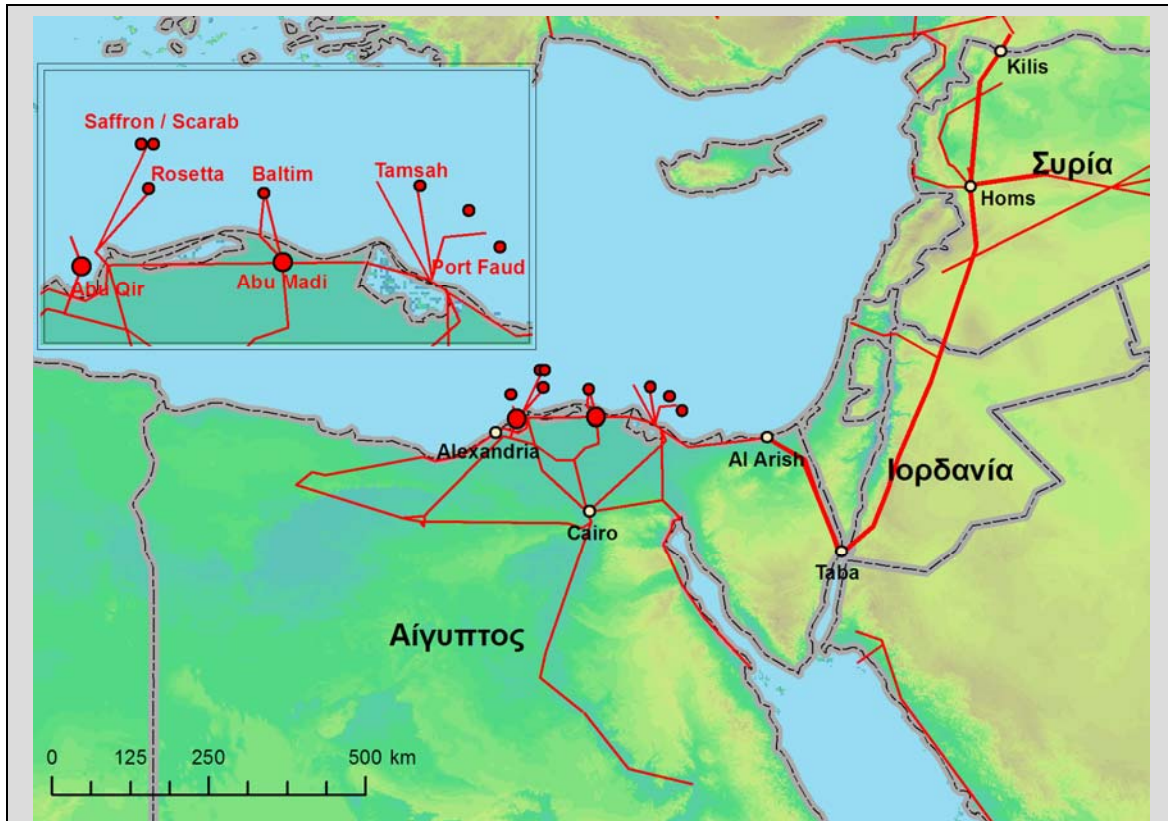 Kilis
Saffron / Scarab
Rosetta
Baltim
Tamsah
Συρία
Homs
Port Faud
Abu Qir
Abu Madi
Alexandria
Al Arish
Ιορδανία
Cairo
Taba
Αίγυπτος
0 125 250 500 km